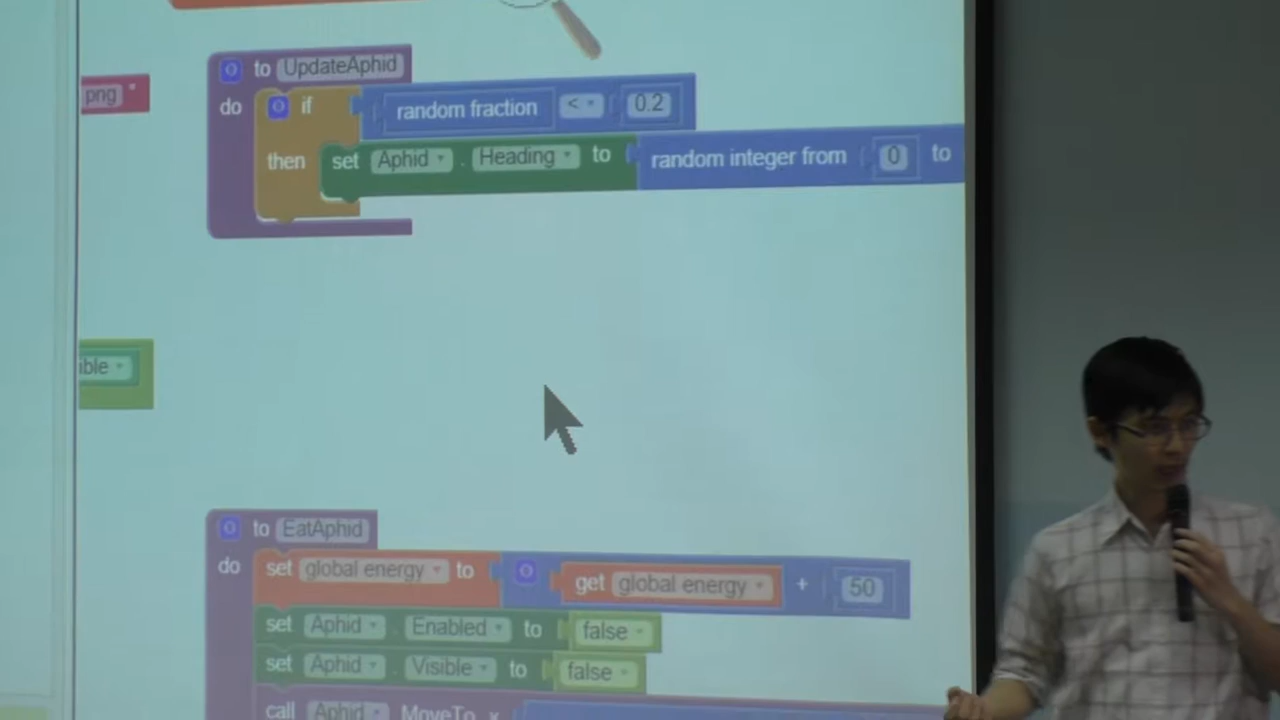 to UpdateAphid
png "
do if random fraction < 0.2
then set Aphid . Heading to random integer from 0 to
ible
to EatAphid
do set global energy to get global energy + 50
set Aphid . Enabled to false
set Aphid . Visible to false
call Aphid . MoveTo x